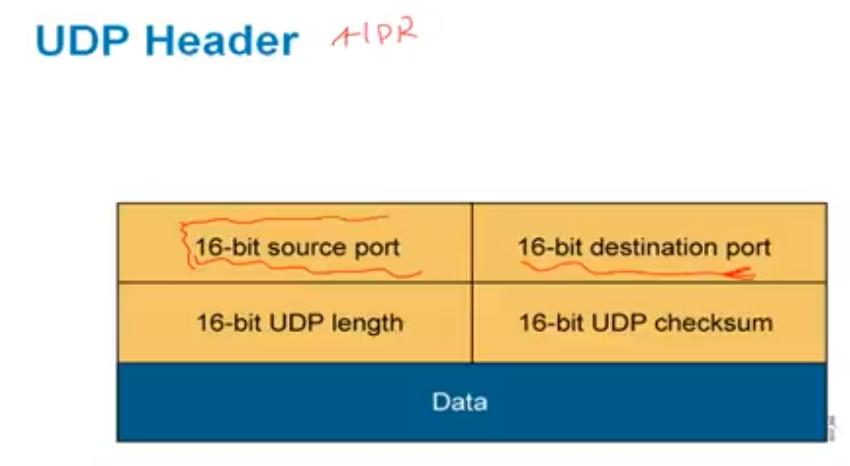 UDP Header
16-bit source port
16-bit destination port
16-bit UDP length
16-bit UDP checksum
Data